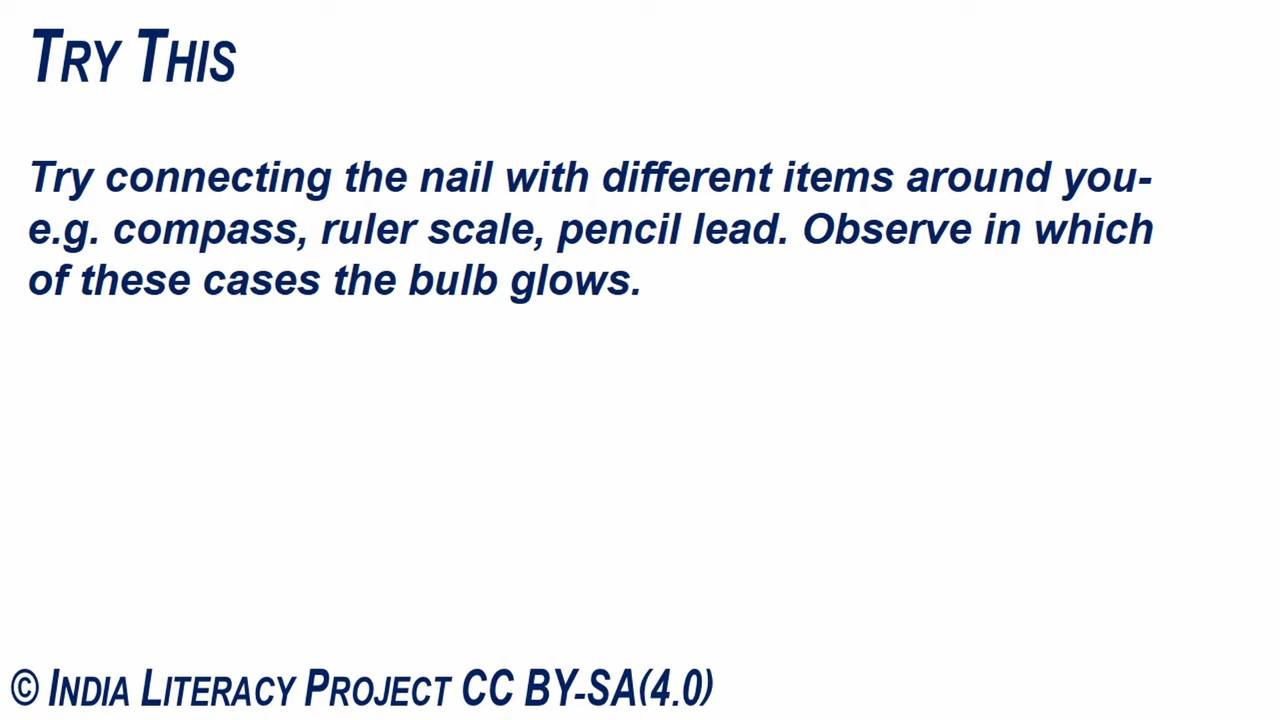 Try This
Try connecting the nail with different items around you-
e.g. compass, ruler scale, pencil lead. Observe in which
of these cases the bulb glows.
© India Literacy Project CC BY-SA(4.0)